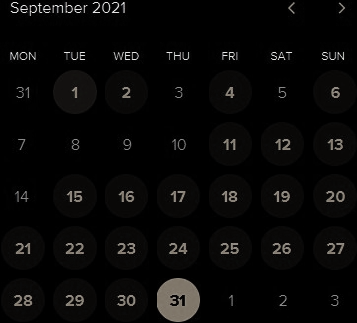 September 2021
MON TUE WED THU FRI SAT SUN
31 1 2 3 4 5 6
7 8 9 10 11 12 13
14 15 16 17 18 19 20
21 22 23 24 25 26 27
28 29 30 31 1 2 3